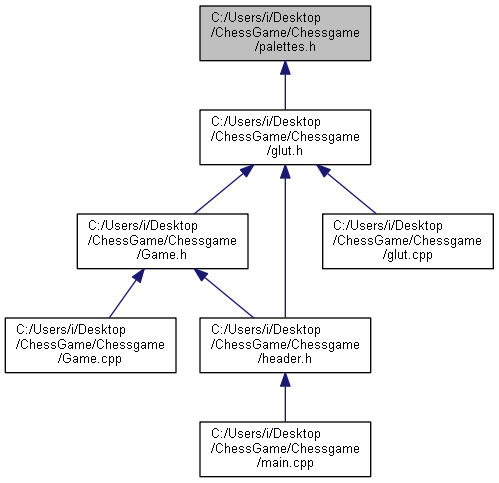 C:/Users/i/Desktop
/ChessGame/Chessgame
/palettes.h
C:/Users/i/Desktop
/ChessGame/Chessgame
/glut.h
C:/Users/i/Desktop
/ChessGame/Chessgame
/Game.h
C:/Users/i/Desktop
/ChessGame/Chessgame
/glut.cpp
C:/Users/i/Desktop
/ChessGame/Chessgame
/Game.cpp
C:/Users/i/Desktop
/ChessGame/Chessgame
/header.h
C:/Users/i/Desktop
/ChessGame/Chessgame
/main.cpp